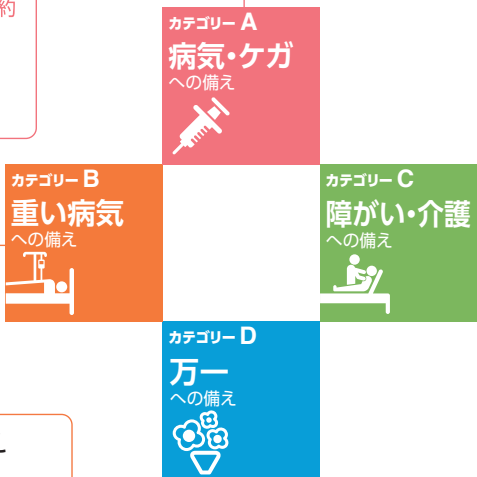 約
カテゴリー A
病気・ケガ
への備え
カテゴリー B
重い病気
への備え
カテゴリー C
障がい・介護
への備え
カテゴリー D
万一
への備え